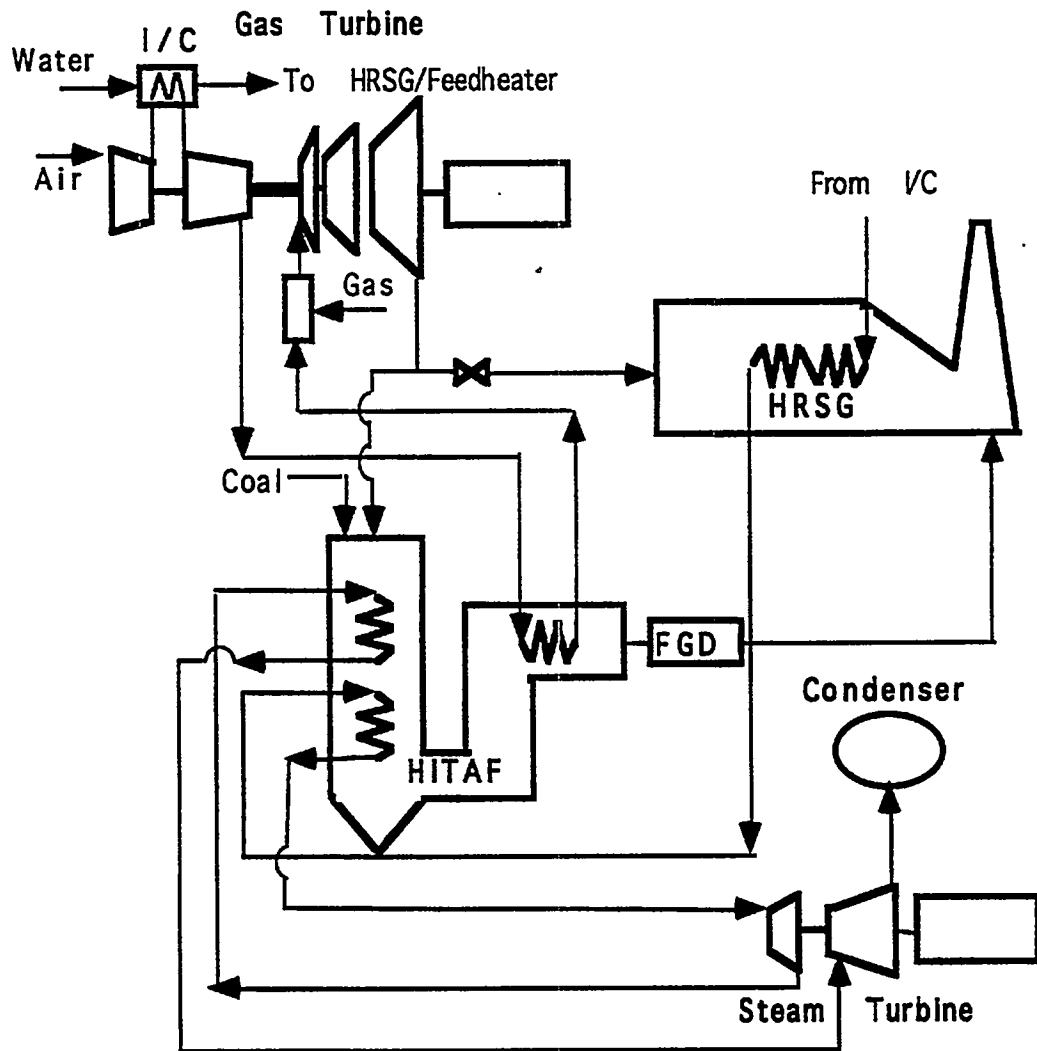 Gas Turbine
I/C
Water
To HRSG/Feedheater
Air
From I/C
Gas
HRSG
Coal
FGD
Condenser
HITAF
Steam Turbine